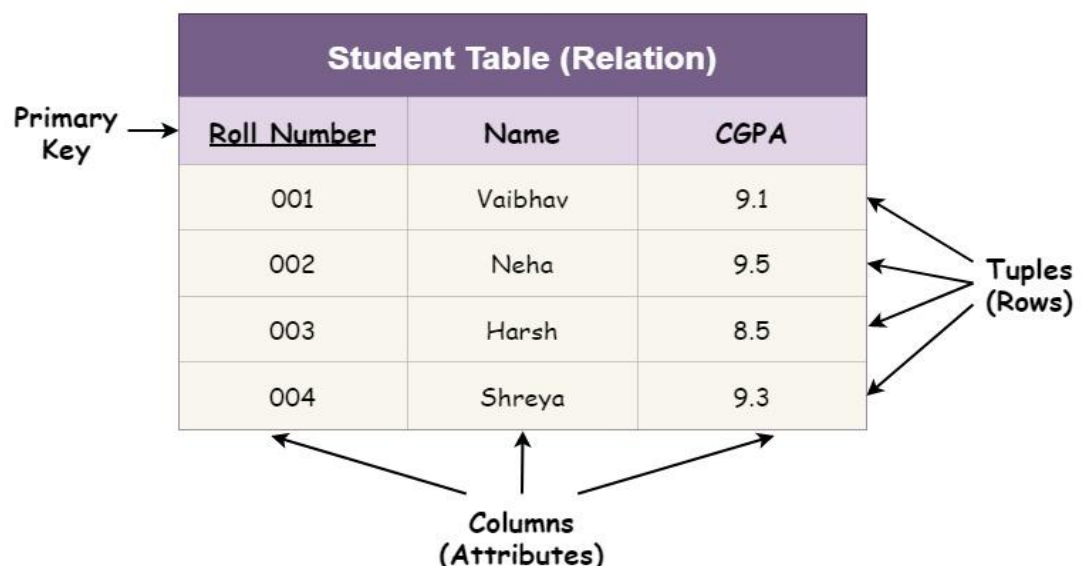 Student Table (Relation)
Primary
Key
Roll Number Name CGPA
001 Vaibhav 9.1
002 Neha 9.5
003 Harsh 8.5
004 Shreya 9.3
Tuples
(Rows)
Columns
(Attributes)